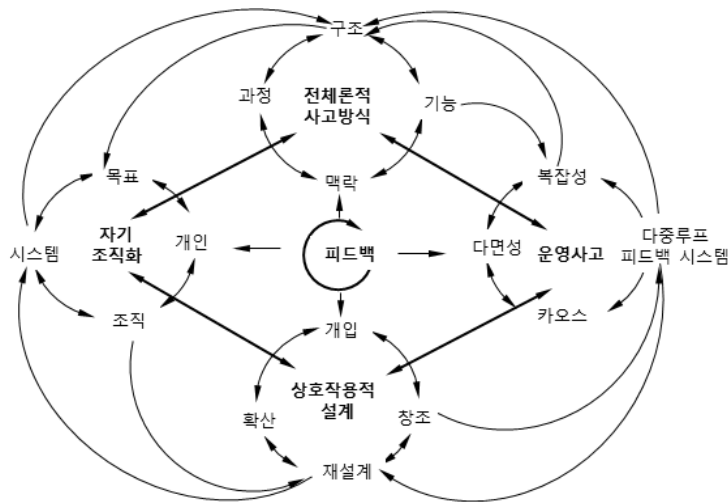 구조
과정
전체론적
사고방식
기능
맥락
목표
복잡성
시스템
자기
조직화
개인
피드백
다면성
운영사고
다중루프
피드백 시스템
조직
카오스
개입
상호작용적
설계
확산
창조
재설계